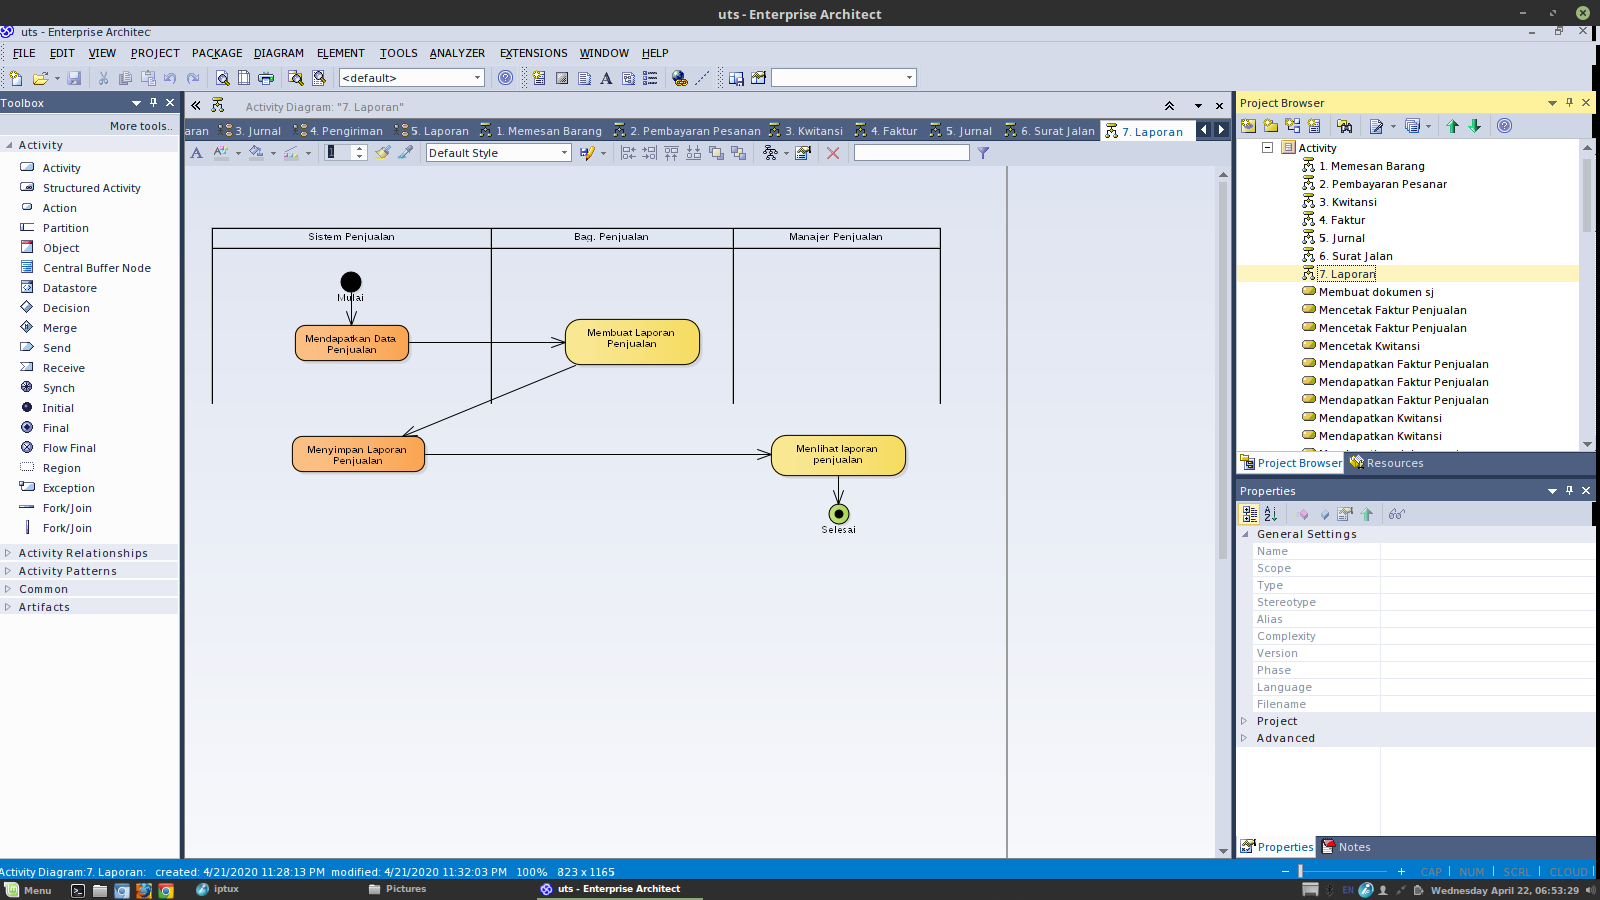 uts - Enterprise Architect
uts - Enterprise Architec
FILE EDIT VIEW PROJECT PACKAGE DIAGRAM ELEMENT TOOLS ANALYZER EXTENSIONS WINDOW HELP
<default>
Toolbox
More tools..
Activity
Activity
Structured Activity
Action
Partition
Object
Central Buffer Node
Datastore
Decision
Merge
Send
Receive
Synch
Initial
Final
Flow Final
Region
Exception
Fork/Join
Fork/Join
Activity Relationships
Activity Patterns
Common
Artifacts
Activity Diagram: "7. Laporan"
aran 3. Jurnal 4. Pengiriman 5. Laporan 1. Memesan Barang 2. Pembayaran Pesanan 3. Kwitansi 4. Faktur 5. Jurnal 6. Surat Jalan 7. Laporan
1 Default Style
Sistem Penjualan Bag. Penjualan Manajer Penjualan
Mulai
Mendapatkan Data
Penjualan
Membuat Laporan
Penjualan
Menyimpan Laporan
Penjualan
Menlihat laporan
penjualan
Selesai
Project Browser
Activity
1. Memesan Barang
2. Pembayaran Pesanar
3. Kwitansi
4. Faktur
5. Jurnal
6. Surat Jalan
7. Laporan
Membuat dokumen sj
Mencetak Faktur Penjualan
Mencetak Faktur Penjualan
Mencetak Kwitansi
Mendapatkan Faktur Penjualan
Mendapatkan Faktur Penjualan
Mendapatkan Faktur Penjualan
Mendapatkan Kwitansi
Mendapatkan Kwitansi
Project Browser Resources
Properties
General Settings
Name
Scope
Type
Stereotype
Alias
Complexity
Version
Phase
Language
Filename
Project
Advanced
Properties Notes
Activity Diagram:7. Laporan: created: 4/21/2020 11:28:13 PM modified: 4/21/2020 11:32:03 PM 100% 823 x 1165
CAP NUM SCRL CLOUD
Menu iptux Pictures uts - Enterprise Architect EN Wednesday April 22, 06:53:29